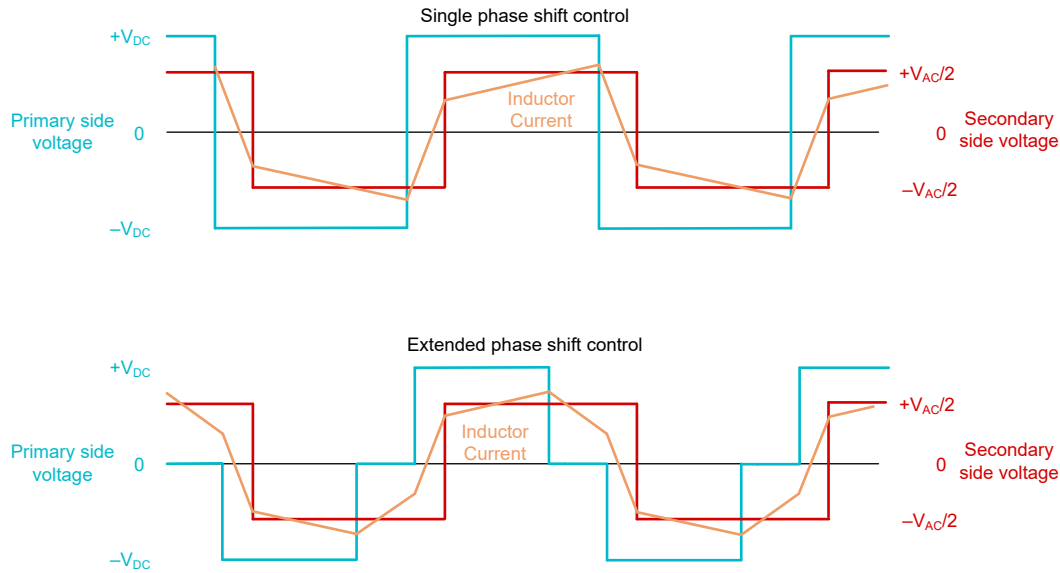 Single phase shift control
+VDC
+VAC/2
Inductor
Current
Primary side
voltage
0
0
Secondary
side voltage
–VAC/2
–VDC
Extended phase shift control
+VDC
+VAC/2
Inductor
Current
Primary side
voltage
0
0
Secondary
side voltage
–VAC/2
–VDC